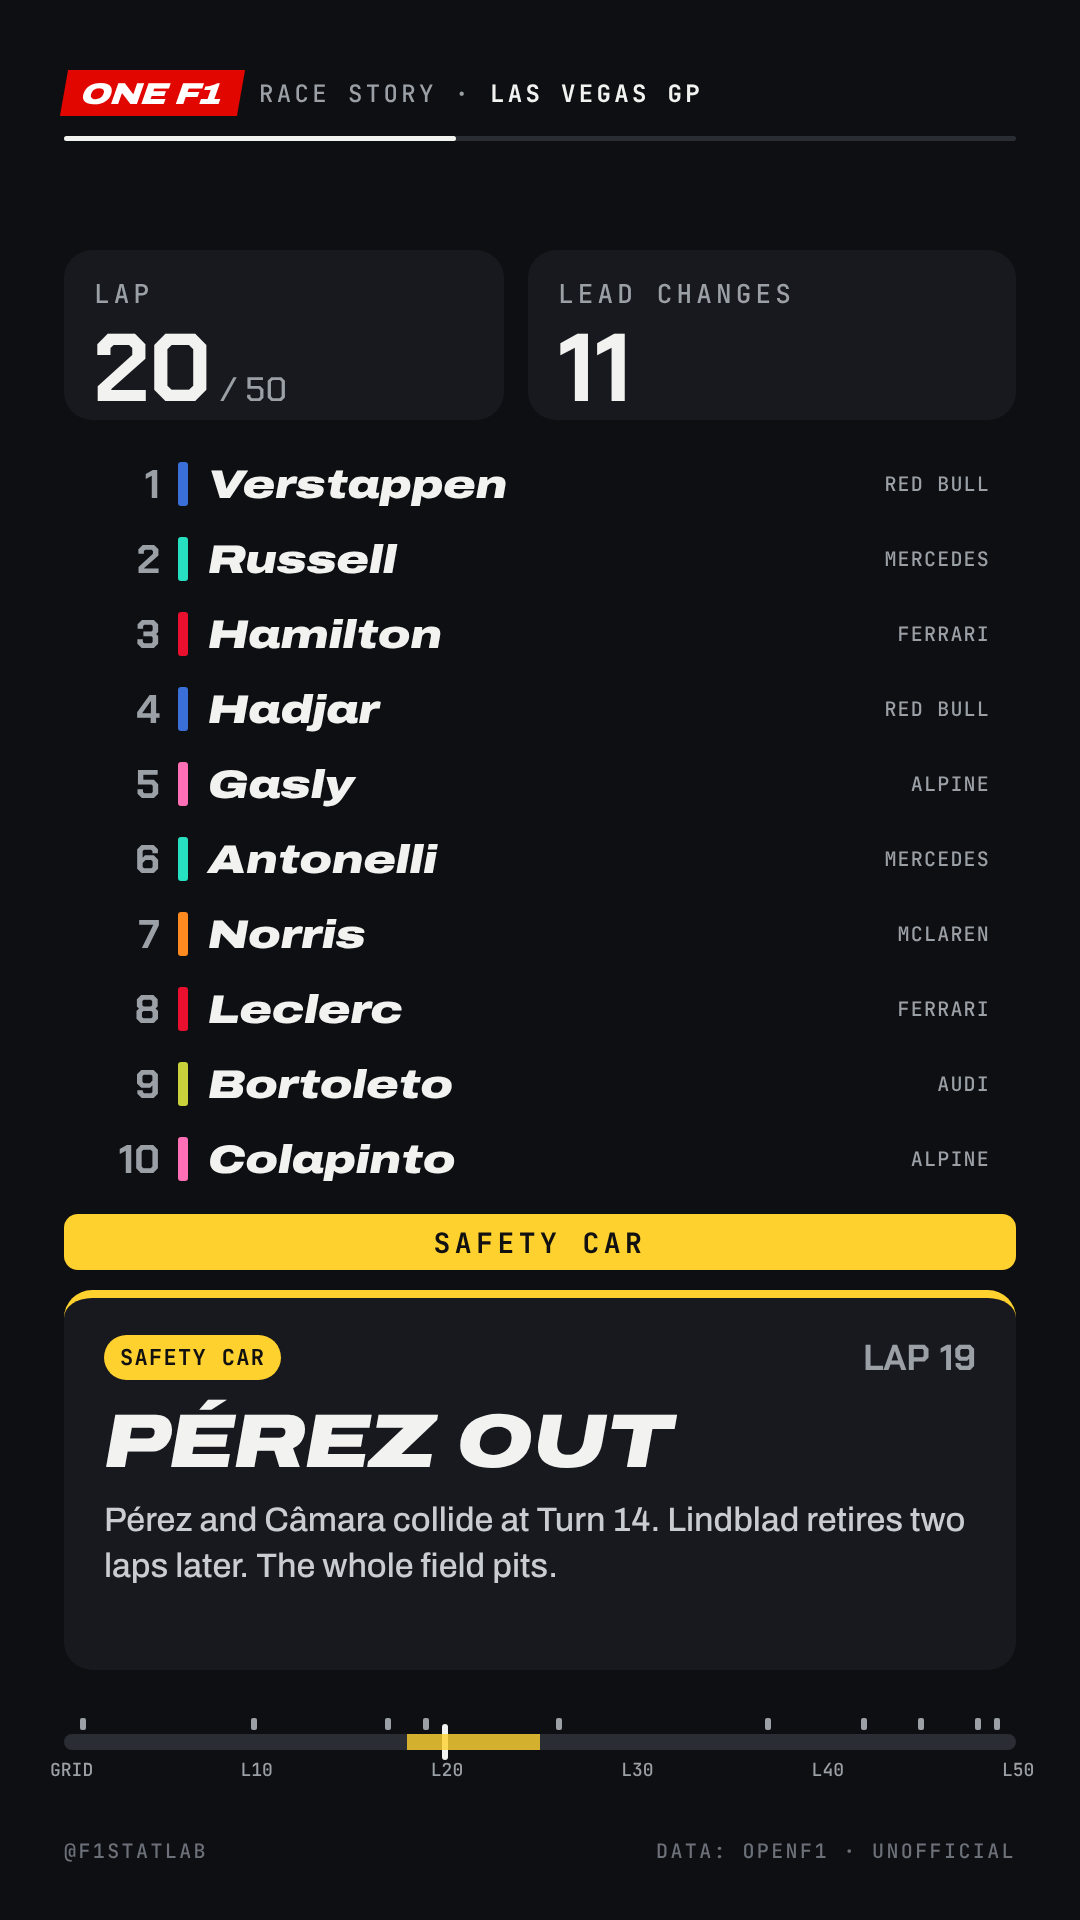 ONE F1 RACE STORY · LAS VEGAS GP
LAP
20 / 50
LEAD CHANGES
11
1 Verstappen RED BULL
2 Russell MERCEDES
3 Hamilton FERRARI
4 Hadjar RED BULL
5 Gasly ALPINE
6 Antonelli MERCEDES
7 Norris MCLAREN
8 Leclerc FERRARI
9 Bortoleto AUDI
10 Colapinto ALPINE
SAFETY CAR
SAFETY CAR LAP 19
PÉREZ OUT
Pérez and Câmara collide at Turn 14. Lindblad retires two
laps later. The whole field pits.
GRID L10 L20 L30 L40 L50
@F1STATLAB DATA: OPENF1 · UNOFFICIAL